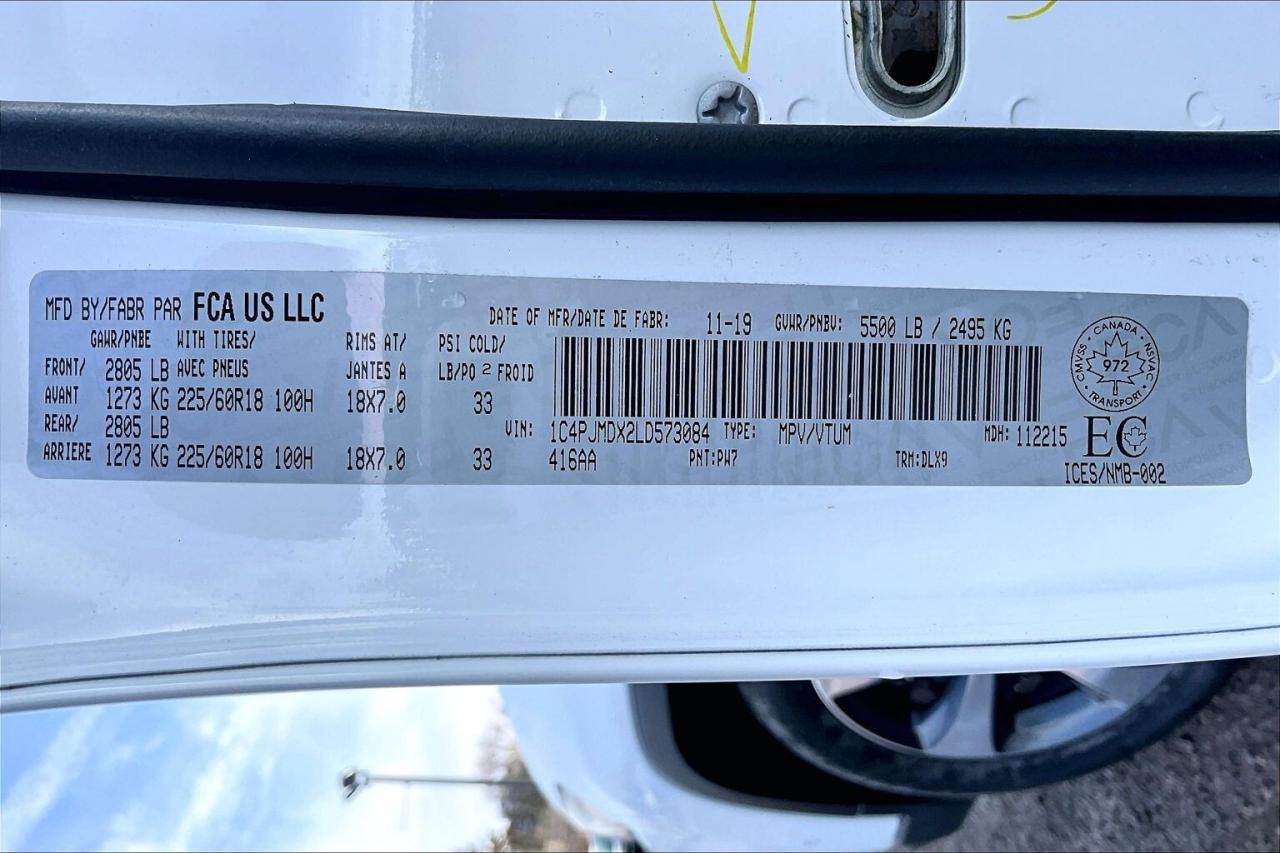 MFD BY/FABR PAR FCA US LLC
DATE OF MFR/DATE DE FABR: 11-19 GVWR/PNBV: 5500 LB / 2495 KG
GAWR/PNBE WITH TIRES/ RIMS AT/ PSI COLD/
FRONT/ 2805 LB AVEC PNEUS JANTES A LB/PO 2 FROID
AVANT 1273 KG 225/60R18 100H 18X7.0 33
REAR/ 2805 LB
ARRIERE 1273 KG 225/60R18 100H 18X7.0 33
VIN: 1C4PJMDX2LD573084 TYPE: MPV/VTUM MDH: 112215
416AA PNT:PW7 TRM:DLX9
CANADA
CMVSS 972 NSVAC
TRANSPORT
EC
ICES/NMB-002